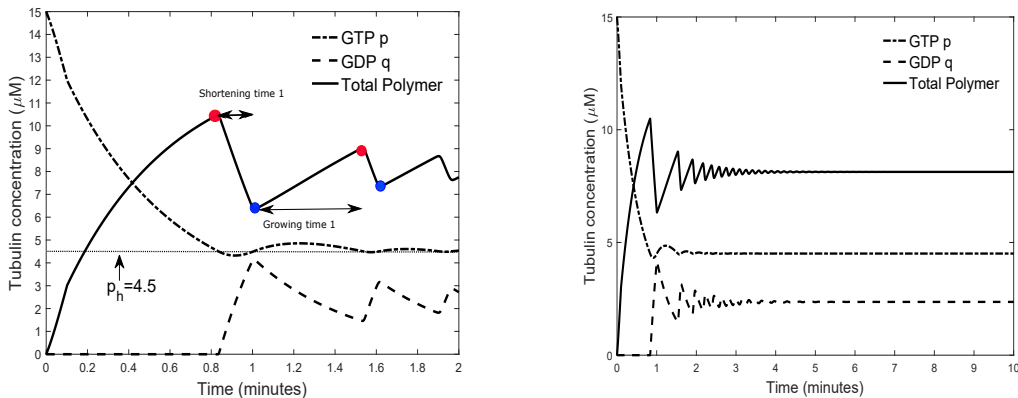 15
14
13
12
11
10
9
8
7
6
5
4
3
2
1
0
Tubulin concentration (μM)
GTP p
GDP q
Total Polymer
Shortening time 1
Growing time 1
p_h=4.5
0 0.2 0.4 0.6 0.8 1 1.2 1.4 1.6 1.8 2
Time (minutes)
15
10
5
0
Tubulin concentration (μM)
GTP p
GDP q
Total Polymer
0 1 2 3 4 5 6 7 8 9 10
Time (minutes)